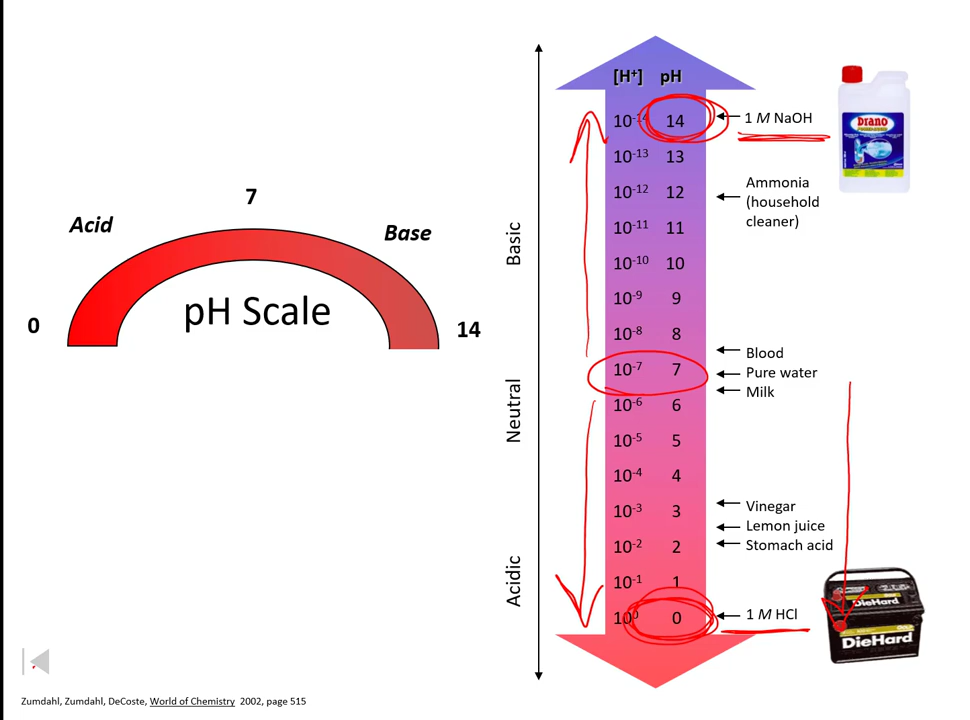 7
Acid
Base
pH Scale
0
14
[H+] pH
10-14 14
1 M NaOH
10-13 13
10-12 12
Ammonia
(household
cleaner)
10-11 11
10-10 10
10-9 9
10-8 8
10-7 7
10-6 6
10-5 5
10-4 4
10-3 3
10-2 2
10-1 1
100 0
Blood
Pure water
Milk
Vinegar
Lemon juice
Stomach acid
1 M HCl
Basic
Neutral
Acidic
Drano
DieHard
DieHard
Zumdahl, Zumdahl, DeCoste, World of Chemistry 2002, page 515